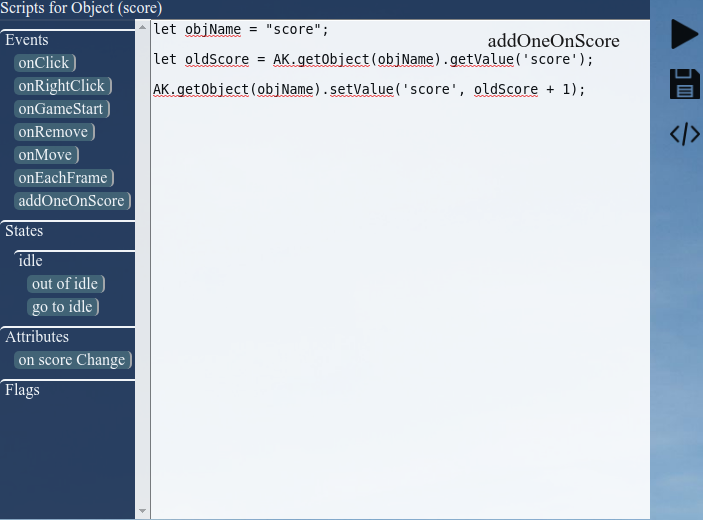 Scripts for Object (score)
Events
onClick
onRightClick
onGameStart
onRemove
onMove
onEachFrame
addOneOnScore
States
idle
out of idle
go to idle
Attributes
on score Change
Flags
addOneOnScore
let objName = "score";
let oldScore = AK.getObject(objName).getValue('score');
AK.getObject(objName).setValue('score', oldScore + 1);